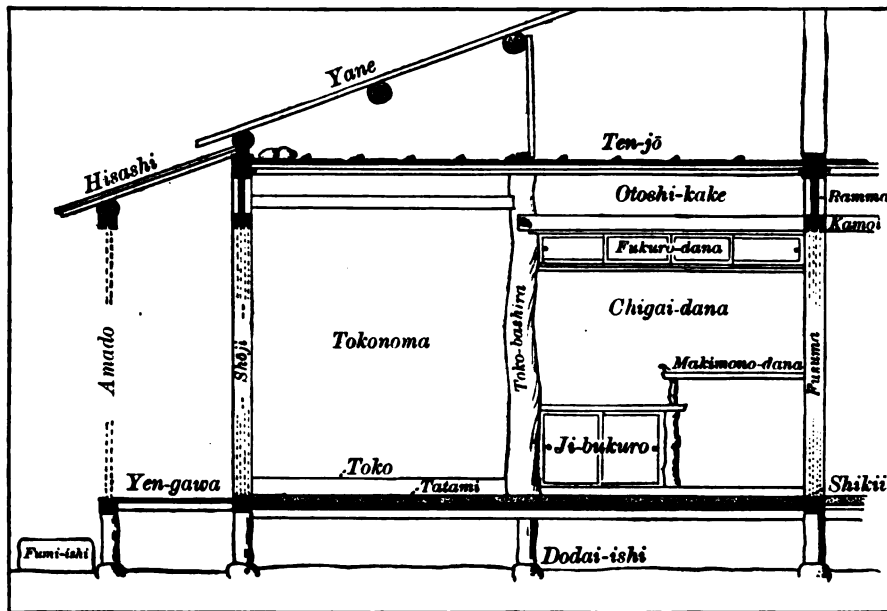 Yane
Hisashi
Ten-jō
Otoshi-kake
Ramma
Kamoi
Fukuro-dana
Chigai-dana
Amado
Shōji
Tokonoma
Toko-bashira
Makimono-dana
Fusuma
Ji-bukuro
Toko
Yen-gawa
Tatami
Shikii
Fumi-ishi
Dodai-ishi